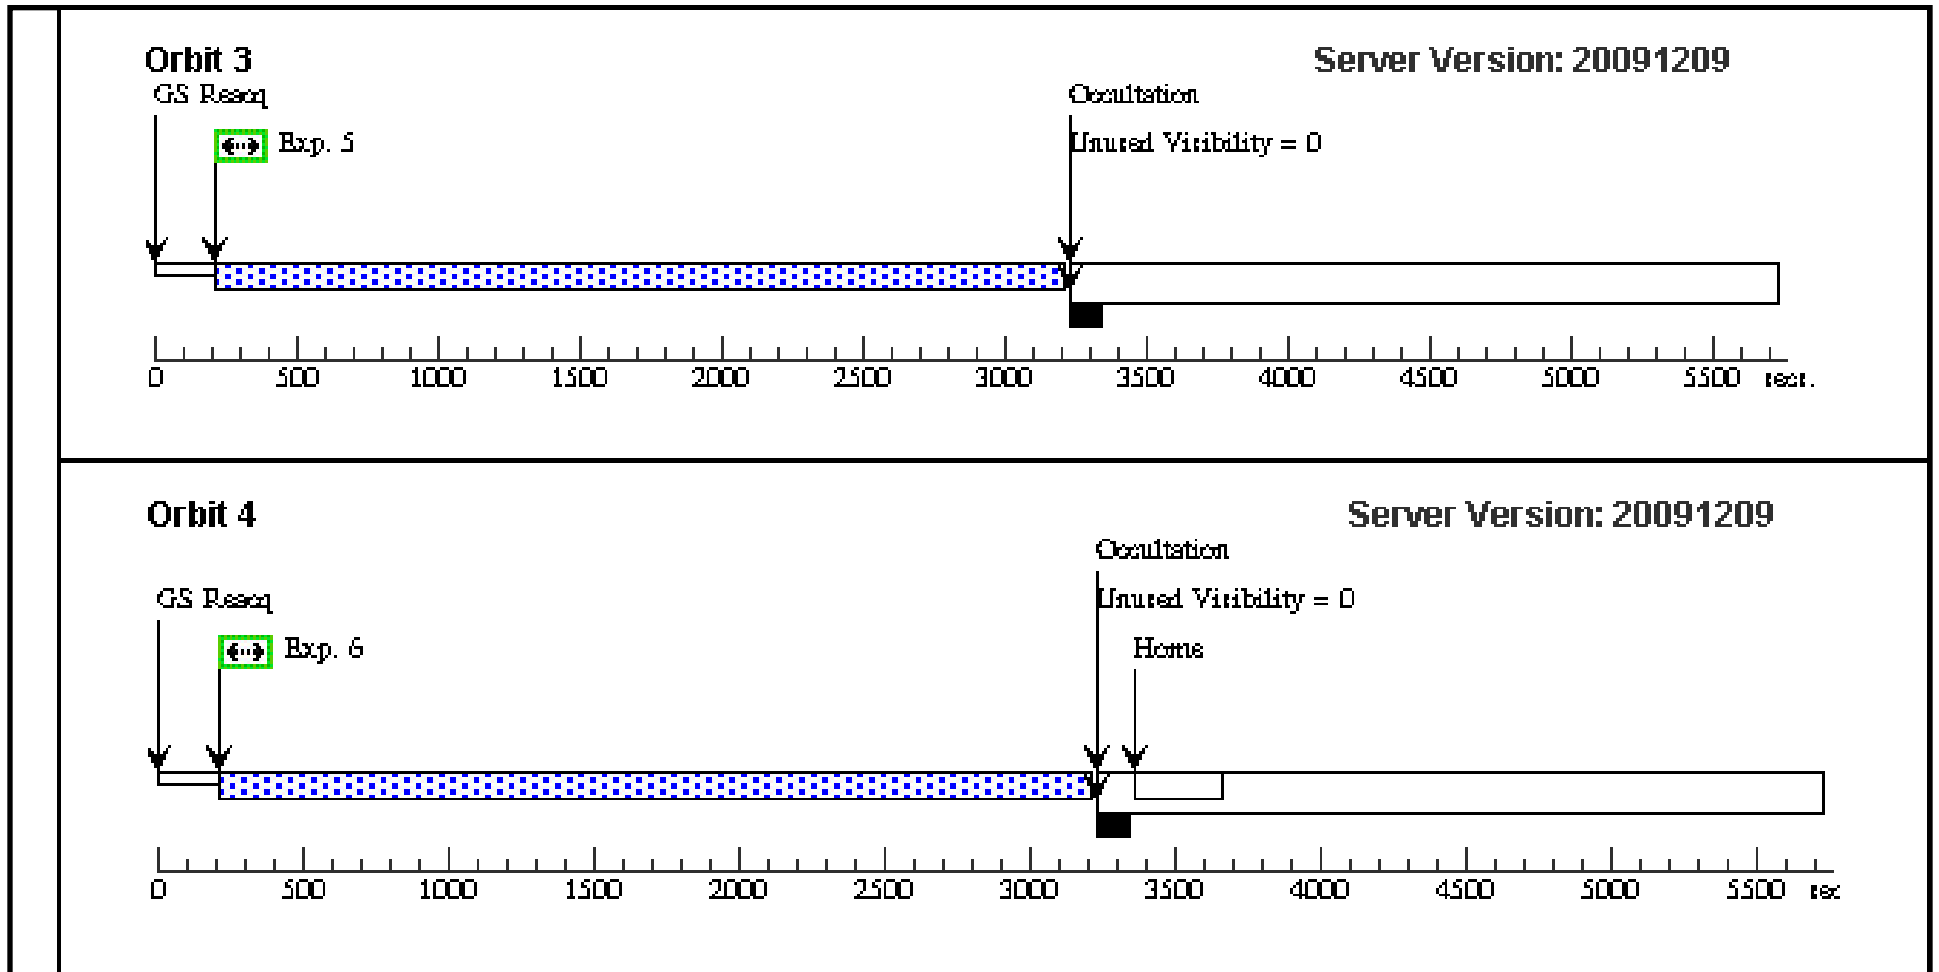 Orbit 3
Server Version: 20091209
GS Reacq
Occultation
Exp. 5
Unused Visibility = 0
0 500 1000 1500 2000 2500 3000 3500 4000 4500 5000 5500 secs.
Orbit 4
Server Version: 20091209
Occultation
GS Reacq
Unused Visibility = 0
Exp. 6
Home
0 500 1000 1500 2000 2500 3000 3500 4000 4500 5000 5500 sec